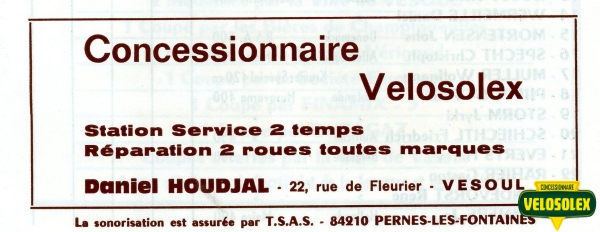 Concessionnaire
Velosolex
Station Service 2 temps
Réparation 2 roues toutes marques
Daniel HOUDJAL - 22, rue de Fleurier - VESOUL
CONCESSIONNAIRE
VELOSOLEX
La sonorisation est assurée par T.S.A.S. - 84210 PERNES-LES-FONTAINES